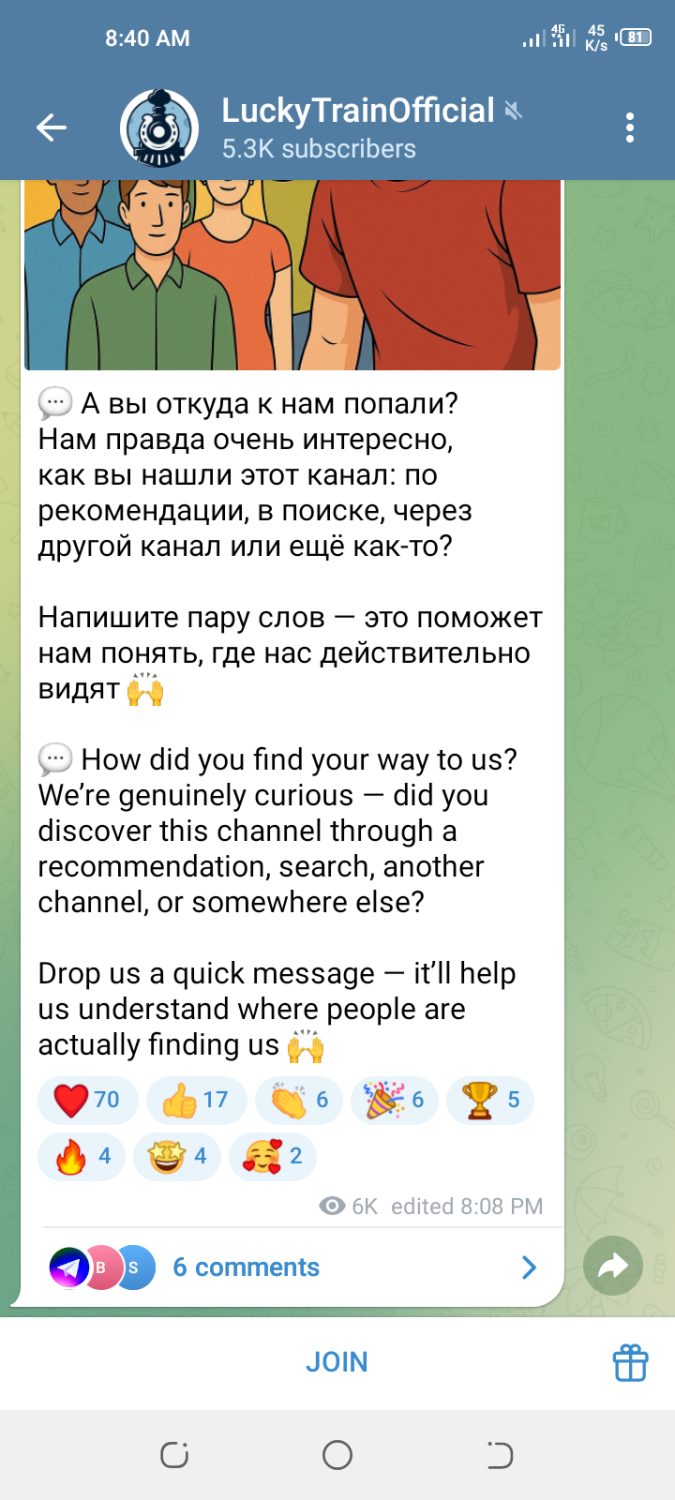 8:40 AM
4G
45
K/s
81
LuckyTrainOfficial
5.3K subscribers
💬 А вы откуда к нам попали?
Нам правда очень интересно,
как вы нашли этот канал: по
рекомендации, в поиске, через
другой канал или ещё как-то?
Напишите пару слов — это поможет
нам понять, где нас действительно
видят 🙌
💬 How did you find your way to us?
We’re genuinely curious — did you
discover this channel through a
recommendation, search, another
channel, or somewhere else?
Drop us a quick message — it’ll help
us understand where people are
actually finding us 🙌
❤️ 70 👍 17 👏 6 🎉 6 🏆 5
🔥 4 🤩 4 🥰 2
6K edited 8:08 PM
B S 6 comments
JOIN